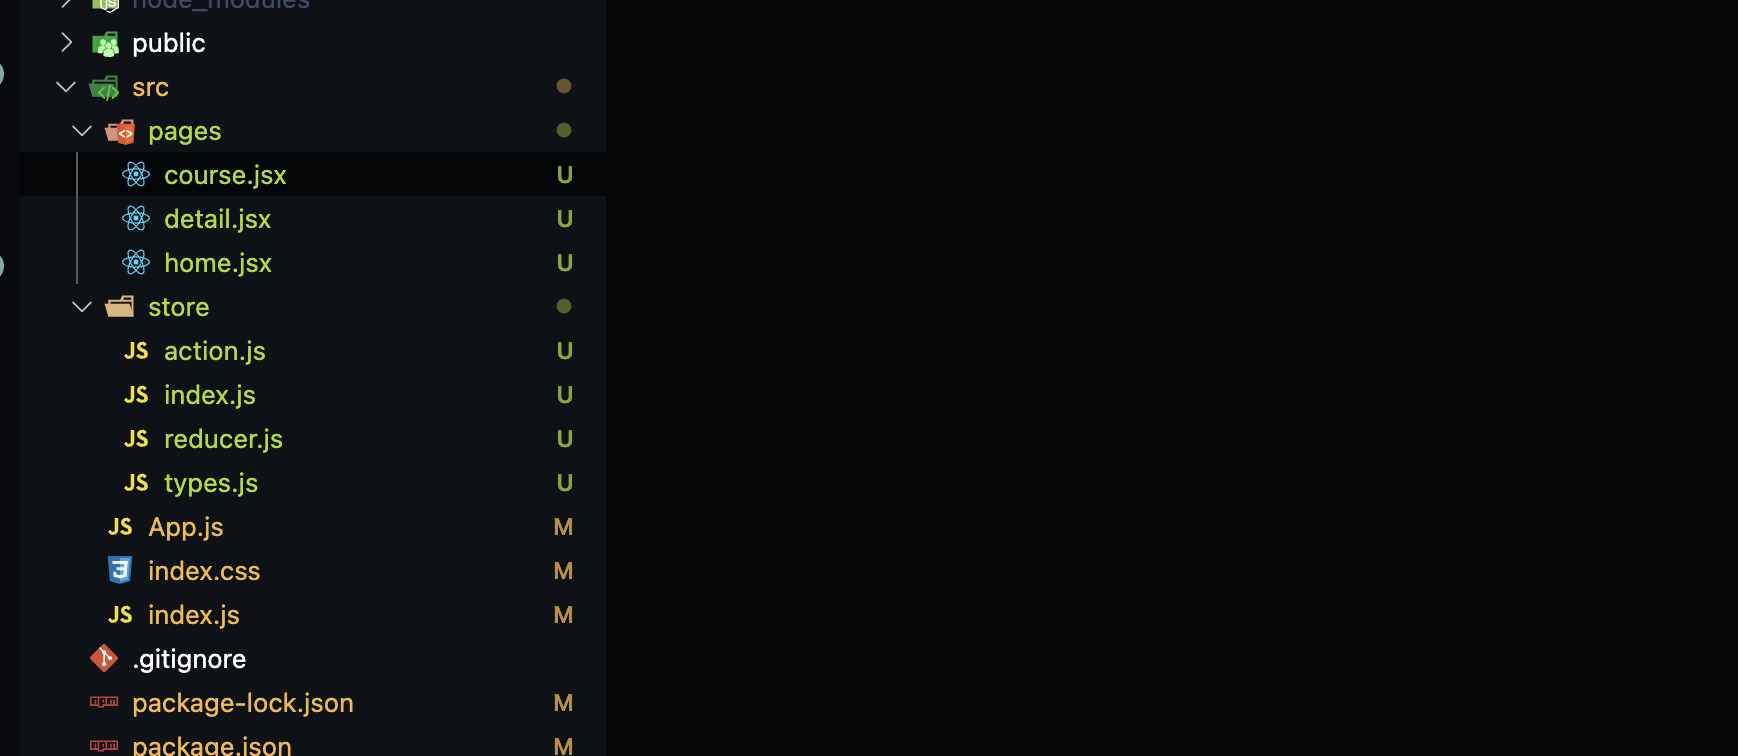 node_modules
public
src
pages
course.jsx U
detail.jsx U
home.jsx U
store
JS action.js U
JS index.js U
JS reducer.js U
JS types.js U
JS App.js M
index.css M
JS index.js M
.gitignore
package-lock.json M
package.json M